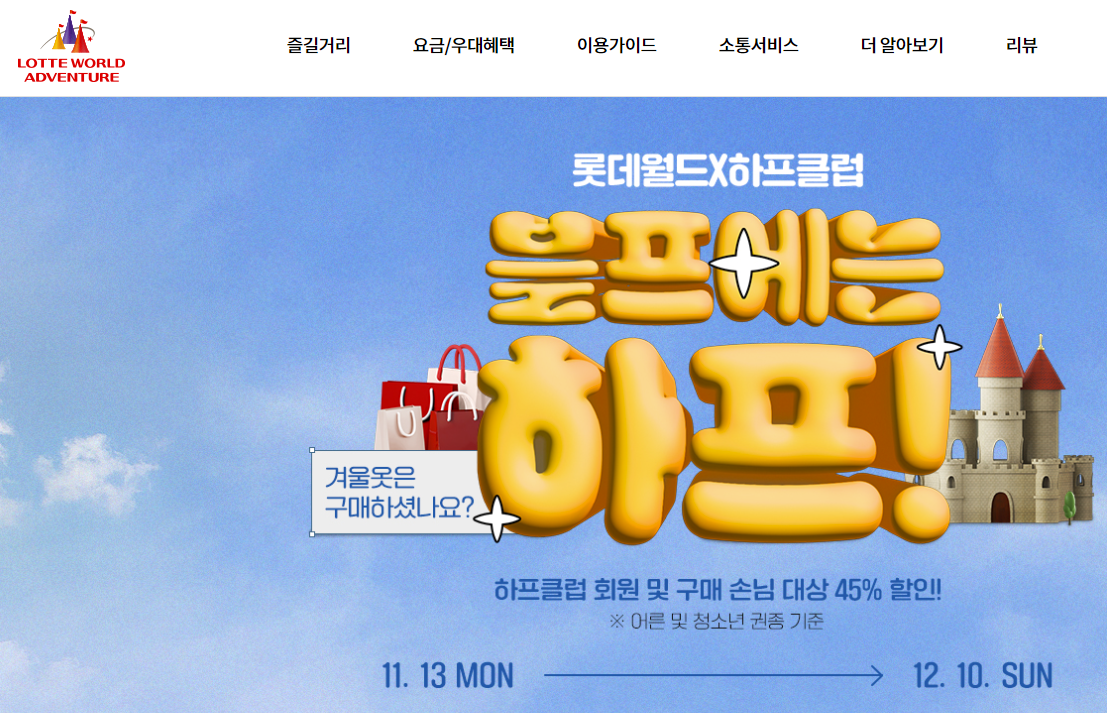 LOTTE WORLD
ADVENTURE
즐길거리
요금/우대혜택
이용가이드
소통서비스
더 알아보기
리뷰
롯데월드X하프클럽
롣프에는
하프!
겨울옷은
구매하셨나요?
하프클럽 회원 및 구매 손님 대상 45% 할인!
※ 어른 및 청소년 권종 기준
11. 13 MON
12. 10. SUN